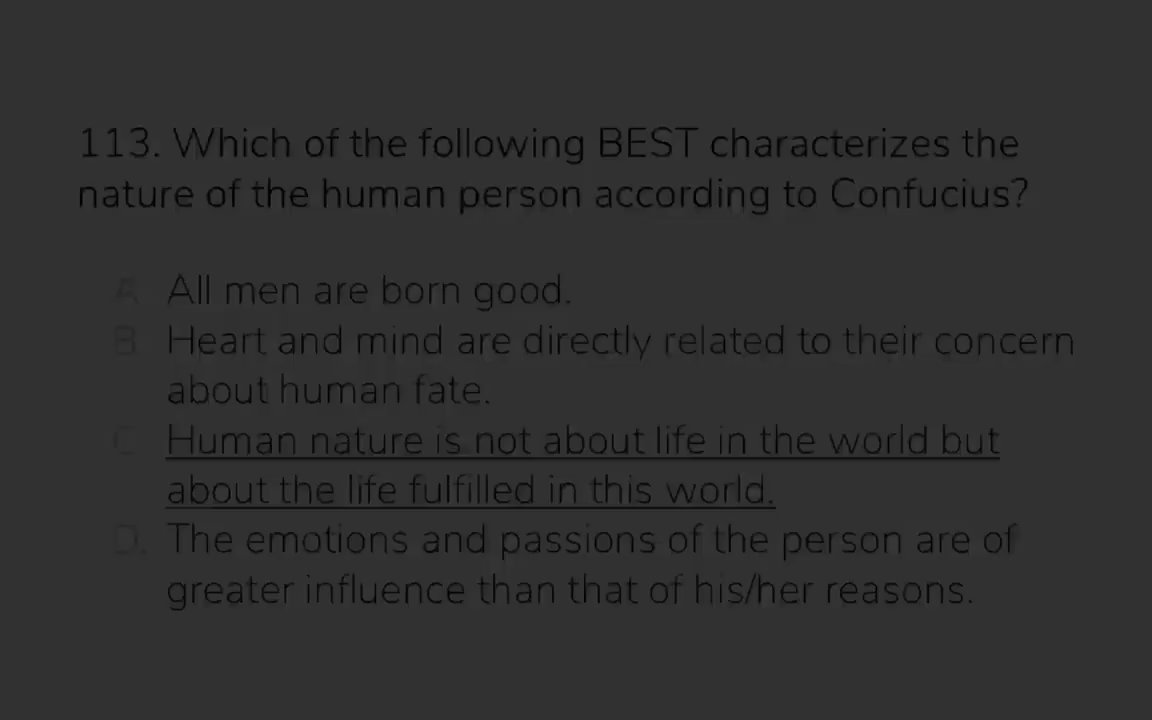 113. Which of the following BEST characterizes the
nature of the human person according to Confucius?
A. All men are born good.
B. Heart and mind are directly related to their concern
about human fate.
C. Human nature is not about life in the world but
about the life fulfilled in this world.
D. The emotions and passions of the person are of
greater influence than that of his/her reasons.